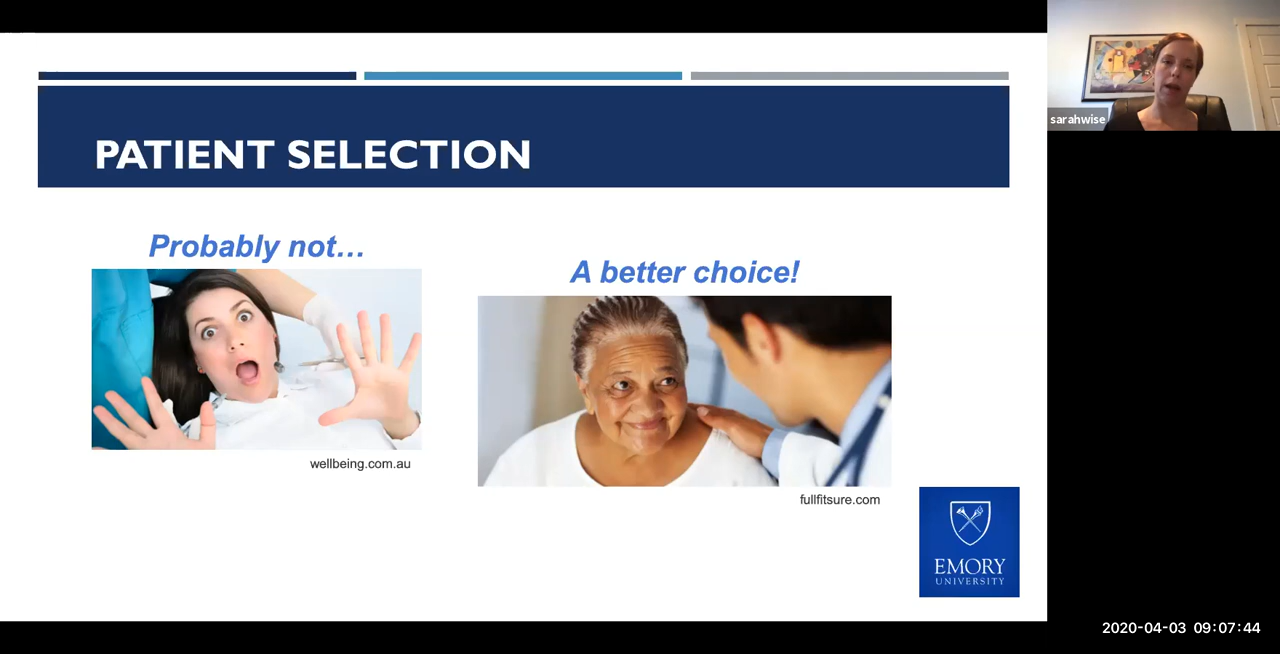 PATIENT SELECTION
Probably not...
A better choice!
wellbeing.com.au
fullfitsure.com
EMORY
UNIVERSITY
sarahwise
2020-04-03 09:07:44